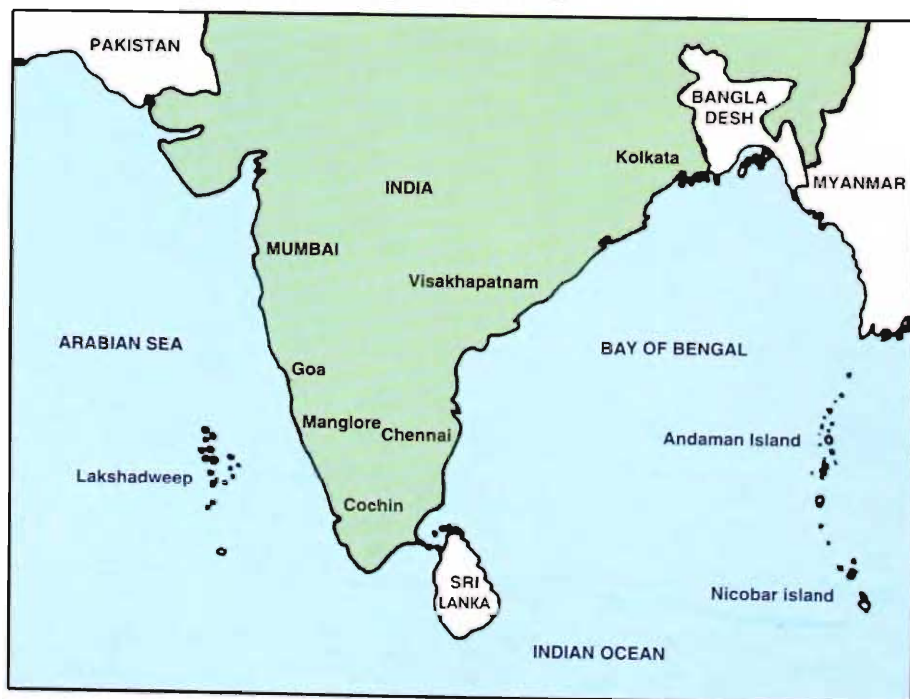 PAKISTAN
BANGLA
DESH
Kolkata
INDIA
MYANMAR
MUMBAI
Visakhapatnam
ARABIAN SEA
BAY OF BENGAL
Goa
Manglore
Chennai
Andaman Island
Lakshadweep
Cochin
SRI
LANKA
Nicobar island
INDIAN OCEAN